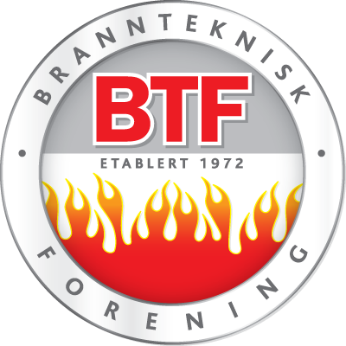 BRANNTEKNISK
BTF
ETABLERT 1972
FORENING